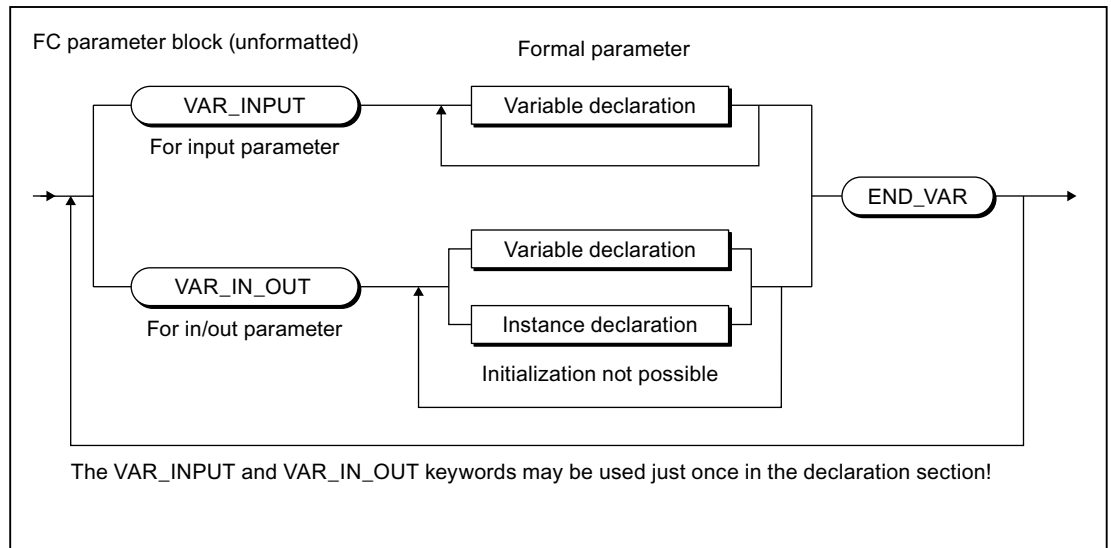 FC parameter block (unformatted)
Formal parameter
VAR_INPUT
Variable declaration
For input parameter
END_VAR
Variable declaration
VAR_IN_OUT
Instance declaration
For in/out parameter
Initialization not possible
The VAR_INPUT and VAR_IN_OUT keywords may be used just once in the declaration section!